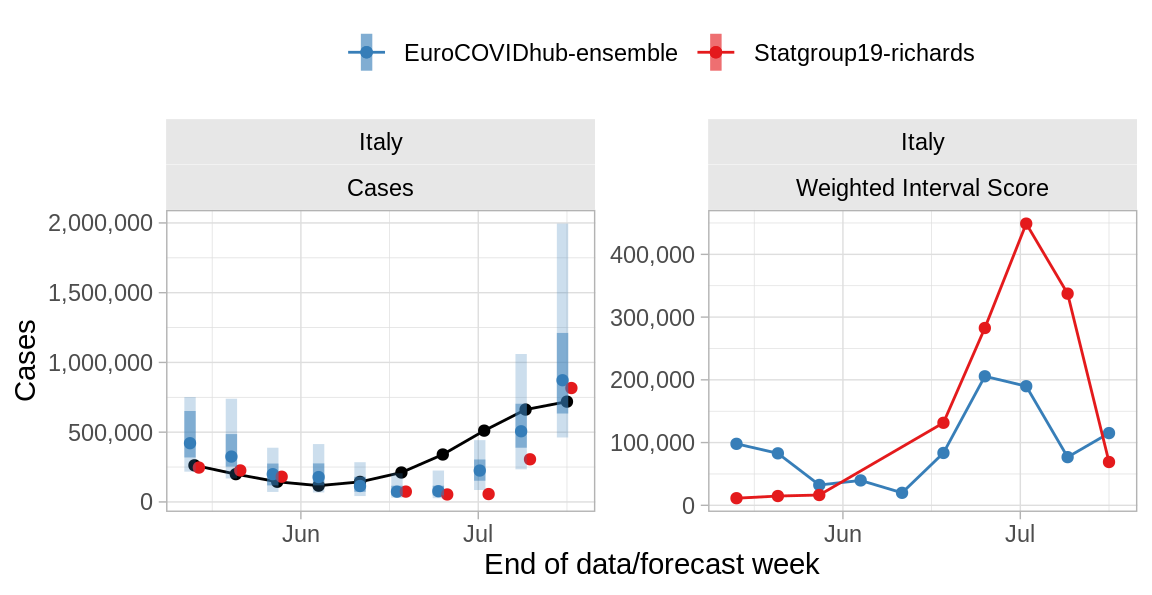 EuroCOVIDhub-ensemble Statgroup19-richards
Italy
Cases
2,000,000
1,500,000
1,000,000
500,000
0
Cases
Jun Jul
Italy
Weighted Interval Score
400,000
300,000
200,000
100,000
0
Jun Jul
End of data/forecast week